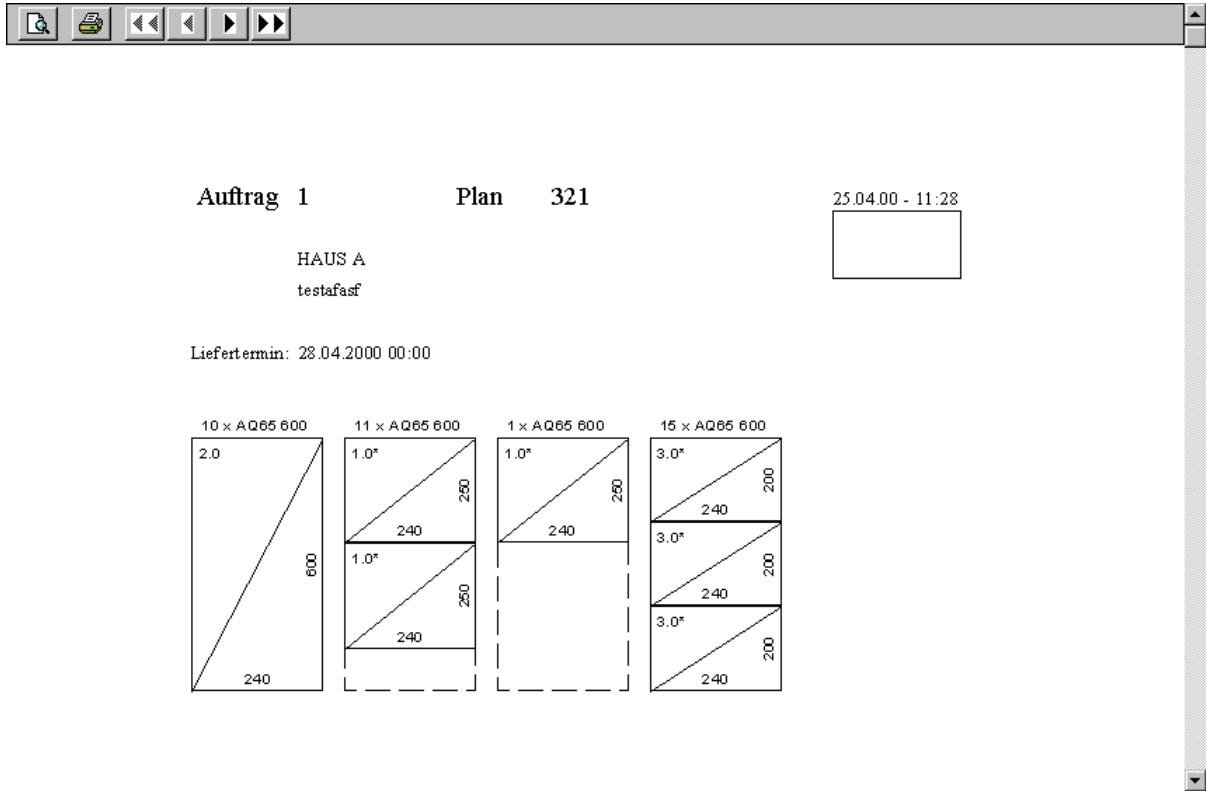 Auftrag 1 Plan 321
25.04.00 - 11:28
HAUS A
testafasf
Liefertermin: 28.04.2000 00:00
10 x AQ65 600
2.0
600
240
11 x AQ65 600
1.0*
250
240
1.0*
250
240
1 x AQ65 600
1.0*
250
240
15 x AQ65 600
3.0*
200
240
3.0*
200
240
3.0*
200
240